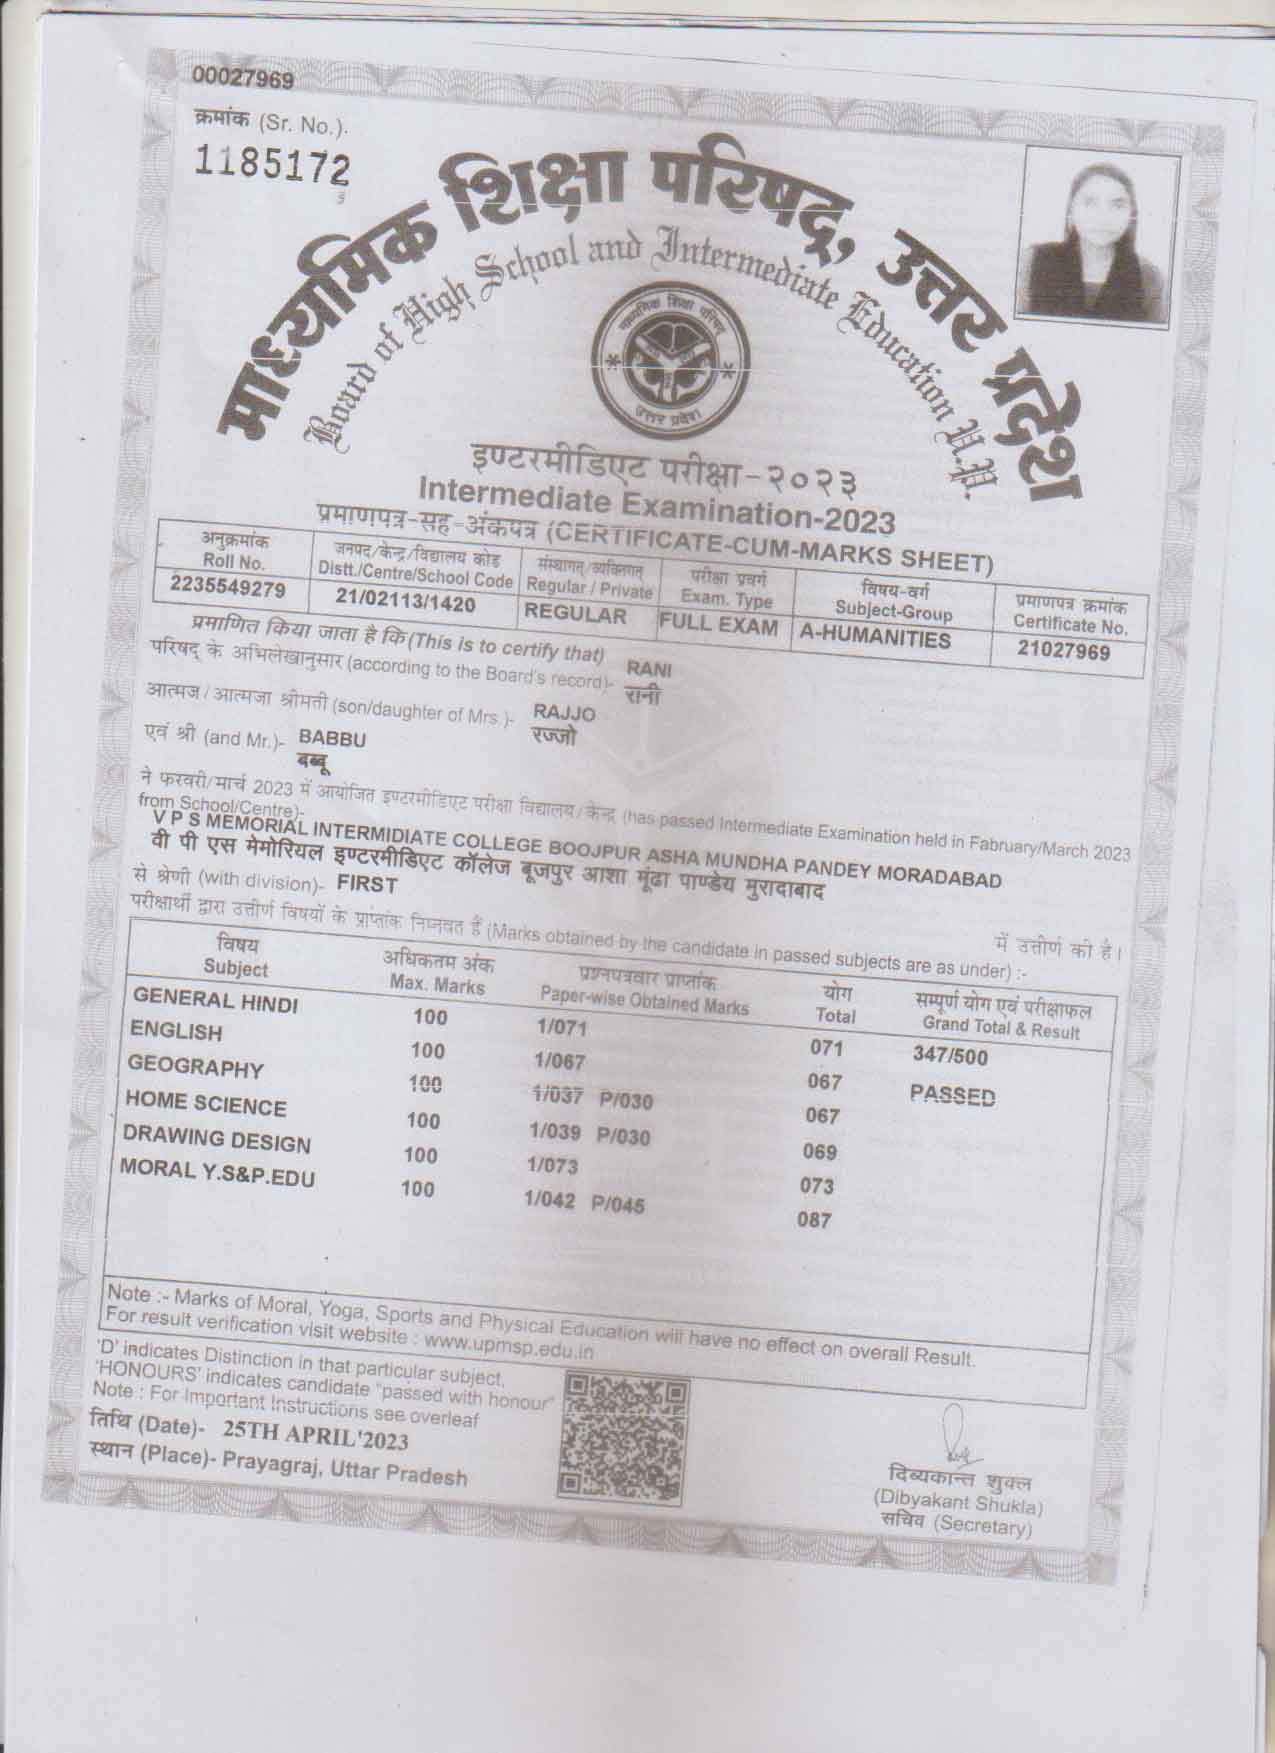 00027969
क्रमांक (Sr. No.).
1185172
माध्यमिक शिक्षा परिषद्, उत्तर प्रदेश
Board of High School and Intermediate Education U.P.
माध्यमिक शिक्षा परिषद्
उत्तर प्रदेश
इण्टरमीडिएट परीक्षा-२०२३
Intermediate Examination-2023
प्रमाणपत्र-सह-अंकपत्र (CERTIFICATE-CUM-MARKS SHEET)
अनुक्रमांक जनपद/केन्द्र/विद्यालय कोड संस्थागत/व्यक्तिगत परीक्षा प्रवर्ग विषय-वर्ग प्रमाणपत्र क्रमांक
Roll No. Distt./Centre/School Code Regular / Private Exam. Type Subject-Group Certificate No.
2235549279 21/02113/1420 REGULAR FULL EXAM A-HUMANITIES 21027969
प्रमाणित किया जाता है कि(This is to certify that)
परिषद् के अभिलेखानुसार (according to the Board's record)- RANI
रानी
आत्मज/आत्मजा श्रीमती (son/daughter of Mrs.)- RAJJO
रज्जो
एवं श्री (and Mr.)- BABBU
बब्बू
ने फरवरी/मार्च 2023 में आयोजित इण्टरमीडिएट परीक्षा विद्यालय/केन्द्र (has passed Intermediate Examination held in Fabruary/March 2023
from School/Centre)-
V P S MEMORIAL INTERMIDIATE COLLEGE BOOJPUR ASHA MUNDHA PANDEY MORADABAD
वी पी एस मेमोरियल इण्टरमीडिएट कॉलेज बूजपुर आशा मूंढा पाण्डेय मुरादाबाद
से श्रेणी (with division)- FIRST
में उत्तीर्ण की है।
परीक्षार्थी द्वारा उत्तीर्ण विषयों के प्राप्तांक निम्नवत हैं (Marks obtained by the candidate in passed subjects are as under) :-
विषय अधिकतम अंक प्रश्नपत्रवार प्राप्तांक योग सम्पूर्ण योग एवं परीक्षाफल
Subject Max. Marks Paper-wise Obtained Marks Total Grand Total & Result
GENERAL HINDI 100 1/071 071 347/500
ENGLISH 100 1/067 067 PASSED
GEOGRAPHY 100 1/037 P/030 067
HOME SCIENCE 100 1/039 P/030 069
DRAWING DESIGN 100 1/073 073
MORAL Y.S&P.EDU 100 1/042 P/045 087
Note :- Marks of Moral, Yoga, Sports and Physical Education will have no effect on overall Result.
For result verification visit website : www.upmsp.edu.in
'D' indicates Distinction in that particular subject,
'HONOURS' indicates candidate "passed with honour"
Note : For Important Instructions see overleaf
तिथि (Date)- 25TH APRIL'2023
स्थान (Place)- Prayagraj, Uttar Pradesh
दिव्यकान्त शुक्ल
(Dibyakant Shukla)
सचिव (Secretary)